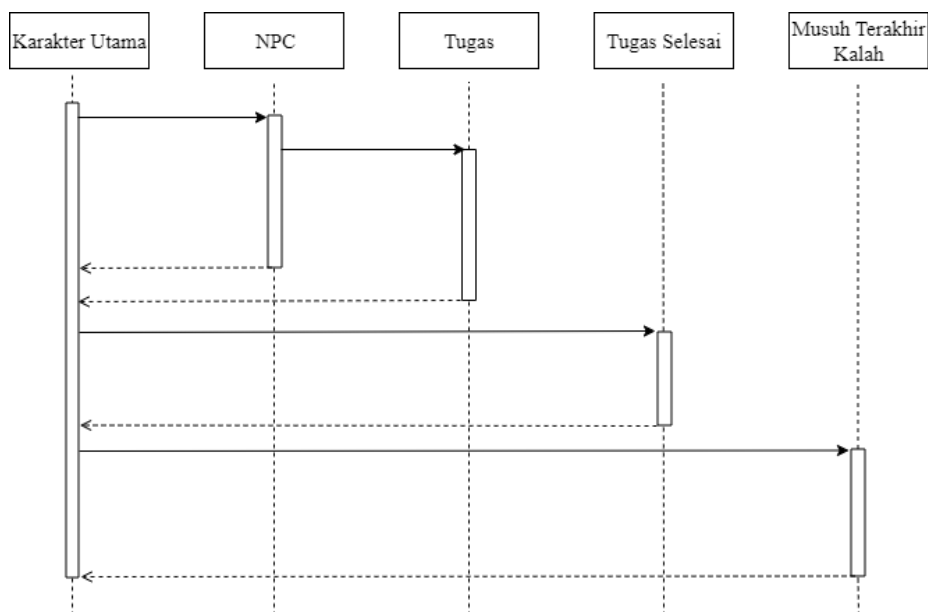 Karakter Utama
NPC
Tugas
Tugas Selesai
Musuh Terakhir
Kalah